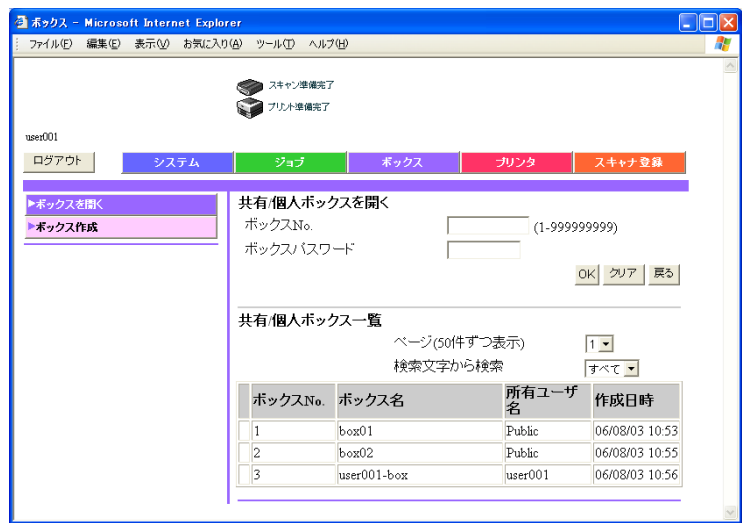 ボックス - Microsoft Internet Explorer
ファイル(F) 編集(E) 表示(V) お気に入り(A) ツール(T) ヘルプ(H)
スキャン準備完了
プリント準備完了
user001
ログアウト システム ジョブ ボックス プリンタ スキャナ登録
▶ボックスを開く
▶ボックス作成
共有/個人ボックスを開く
ボックスNo. (1-999999999)
ボックスパスワード
OK クリア 戻る
共有/個人ボックス一覧
ページ(50件ずつ表示) 1
検索文字から検索 すべて
ボックスNo. ボックス名 所有ユーザ名 作成日時
1 box01 Public 06/08/03 10:53
2 box02 Public 06/08/03 10:55
3 user001-box user001 06/08/03 10:56